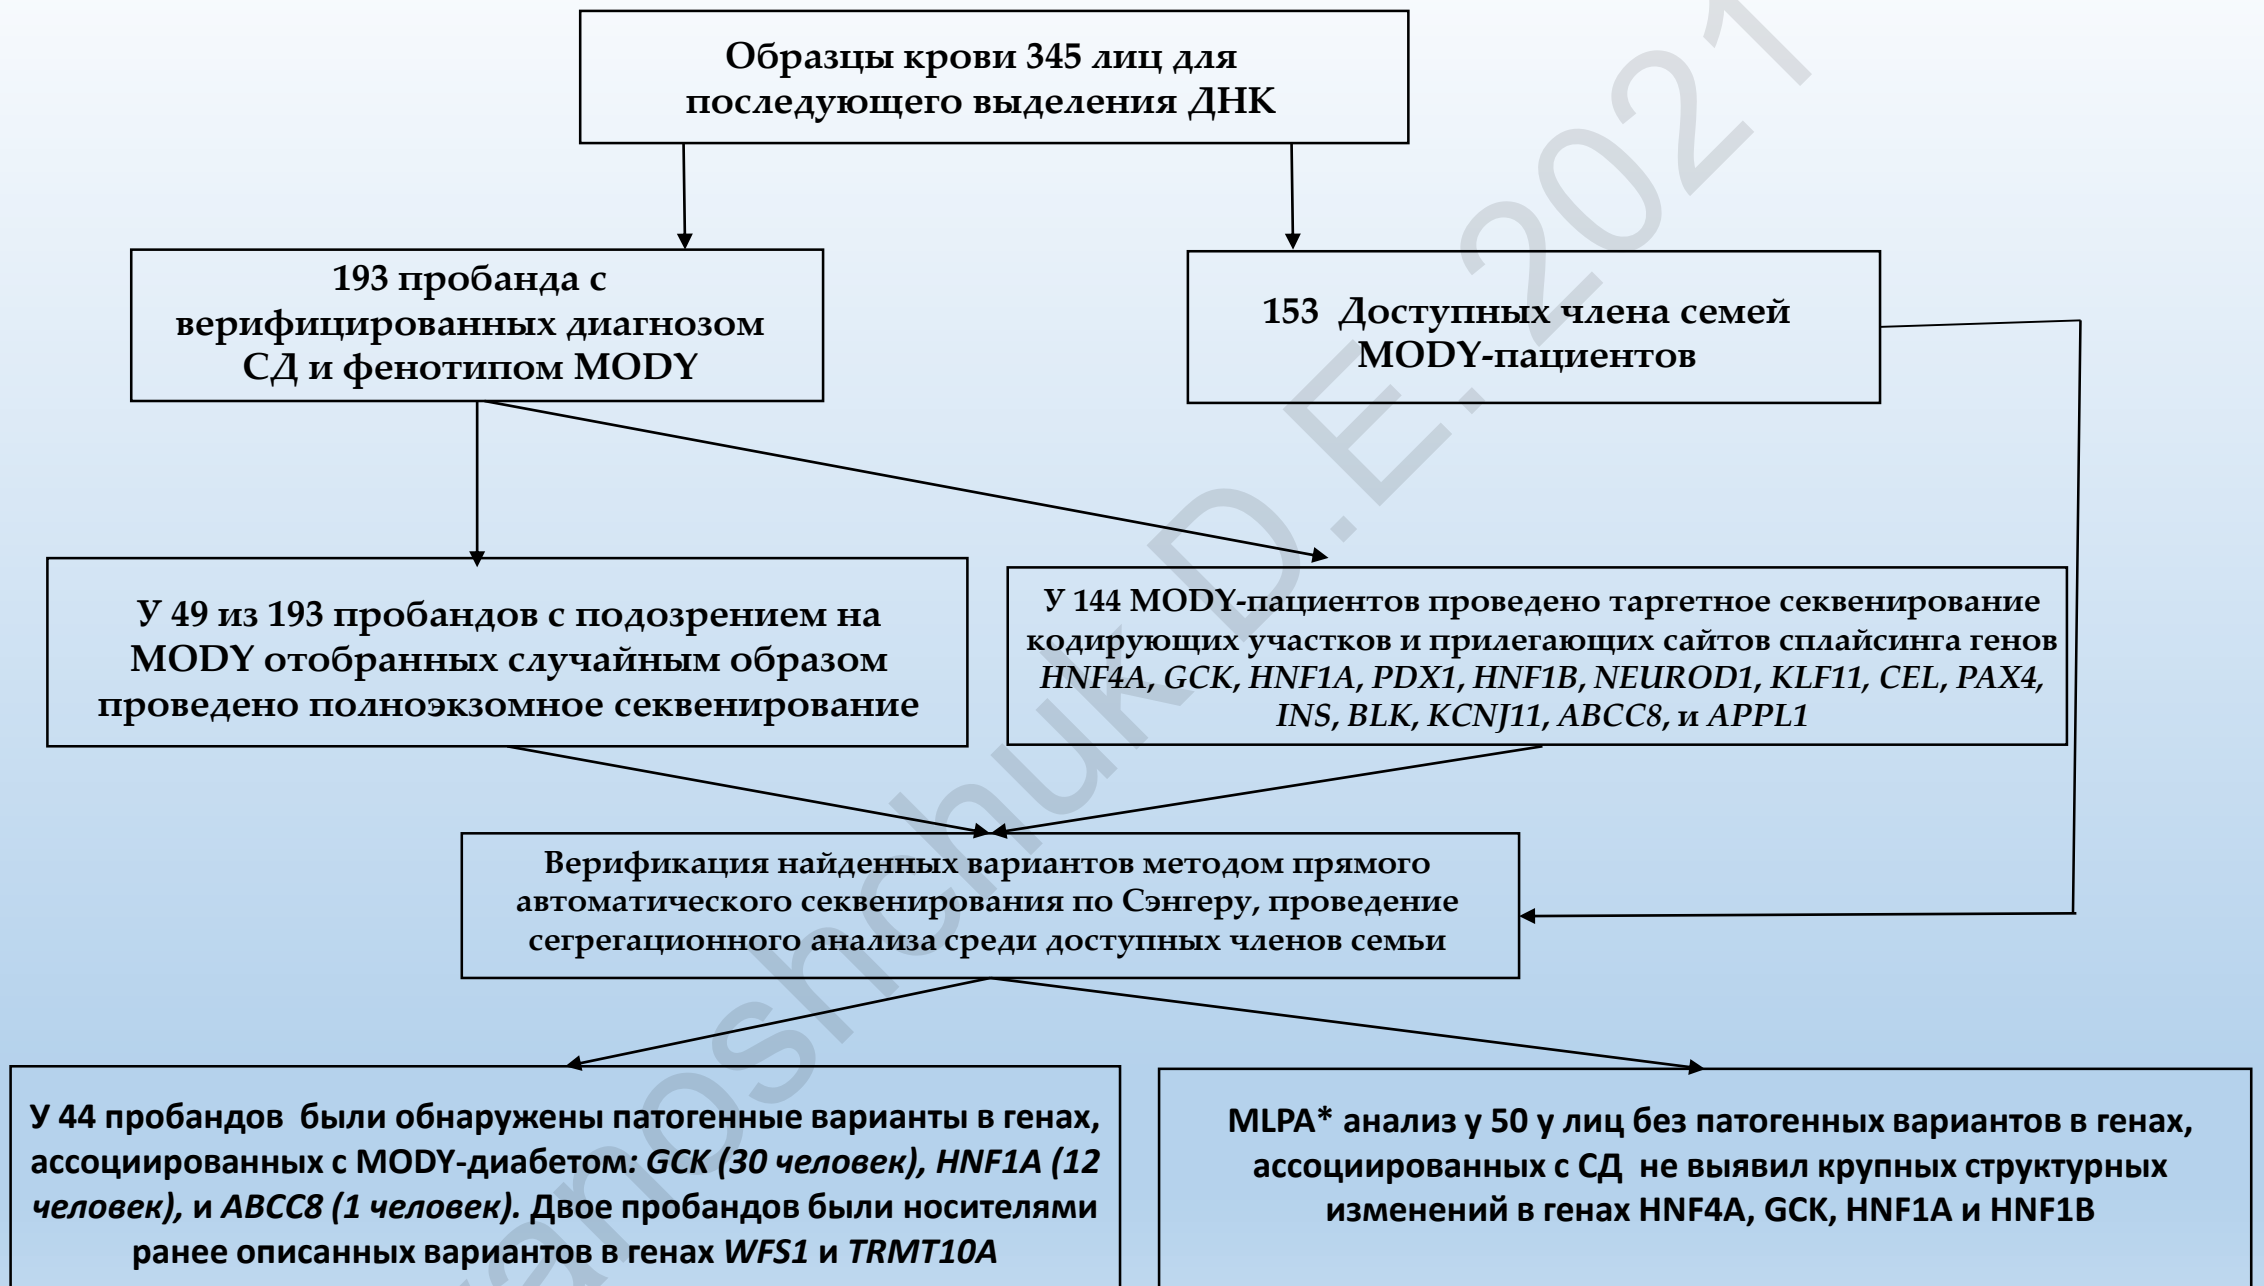 Образцы крови 345 лиц для
последующего выделения ДНК
193 пробанда с
верифицированных диагнозом
СД и фенотипом MODY
153 Доступных члена семей
MODY-пациентов
У 49 из 193 пробандов с подозрением на
MODY отобранных случайным образом
проведено полноэкзомное секвенирование
У 144 MODY-пациентов проведено таргетное секвенирование
кодирующих участков и прилегающих сайтов сплайсинга генов
HNF4A, GCK, HNF1A, PDX1, HNF1B, NEUROD1, KLF11, CEL, PAX4,
INS, BLK, KCNJ11, ABCC8, и APPL1
Верификация найденных вариантов методом прямого
автоматического секвенирования по Сэнгеру, проведение
сегрегационного анализа среди доступных членов семьи
У 44 пробандов были обнаружены патогенные варианты в генах,
ассоциированных с MODY-диабетом: GCK (30 человек), HNF1A (12
человек), и ABCC8 (1 человек). Двое пробандов были носителями
ранее описанных вариантов в генах WFS1 и TRMT10A
MLPA* анализ у 50 у лиц без патогенных вариантов в генах,
ассоциированных с СД не выявил крупных структурных
изменений в генах HNF4A, GCK, HNF1A и HNF1B
anoshchuk D.E. 2021